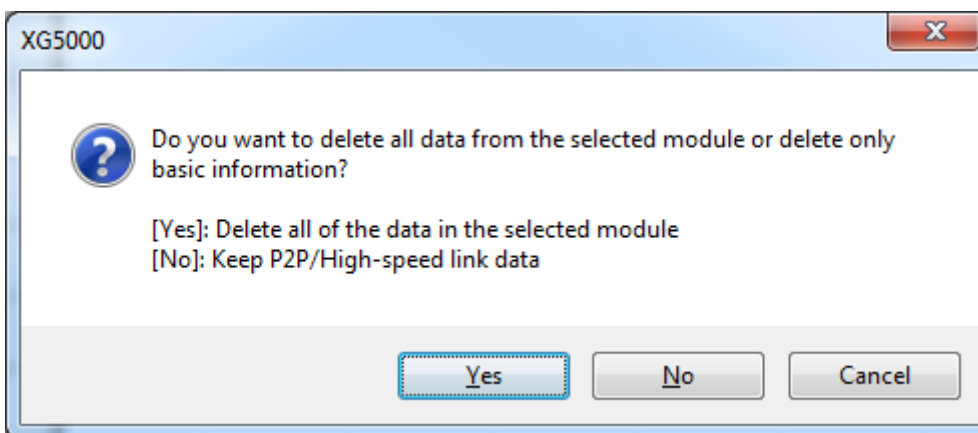 XG5000
Do you want to delete all data from the selected module or delete only
basic information?
[Yes]: Delete all of the data in the selected module
[No]: Keep P2P/High-speed link data
Yes
No
Cancel